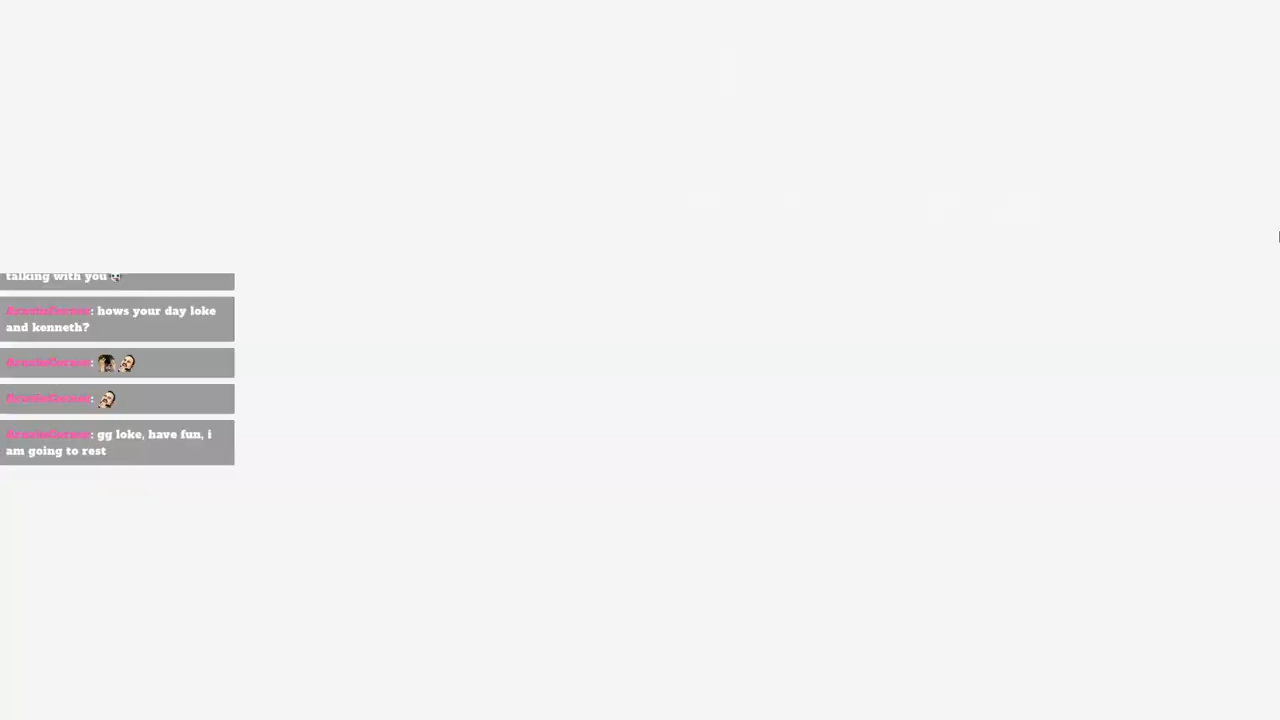 talking with you
: hows your day loke
and kenneth?
:
:
: gg loke, have fun, i
am going to rest